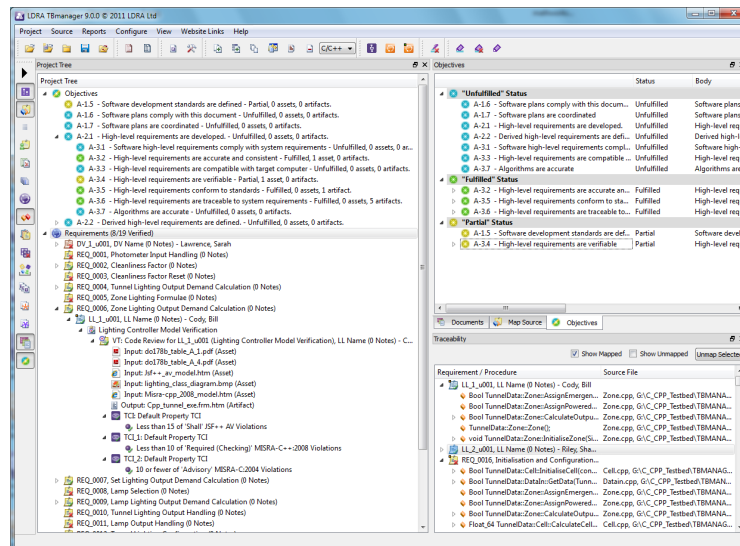 LDRA TBmanager 9.0.0 © 2011 LDRA Ltd
Project Source Reports Configure View Website Links Help
C/C++
Project Tree
Project Tree
Objectives
A-1.5 - Software development standards are defined - Partial, 0 assets, 0 artifacts.
A-1.6 - Software plans comply with this document - Unfulfilled, 0 assets, 0 artifacts.
A-1.7 - Software plans are coordinated - Unfulfilled, 0 assets, 0 artifacts.
A-2.1 - High-level requirements are developed. - Unfulfilled, 0 assets, 0 artifacts.
A-3.1 - Software high-level requirements comply with system requirements - Unfulfilled, 0 assets, 0 ar...
A-3.2 - High-level requirements are accurate and consistent - Fulfilled, 1 asset, 0 artifacts.
A-3.3 - High-level requirements are compatible with target computer - Unfulfilled, 0 assets, 0 artifacts.
A-3.4 - High-level requirements are verifiable - Partial, 1 asset, 0 artifacts.
A-3.5 - High-level requirements conform to standards - Fulfilled, 0 assets, 1 artifact.
A-3.6 - High-level requirements are traceable to system requirements - Fulfilled, 0 assets, 5 artifacts.
A-3.7 - Algorithms are accurate - Unfulfilled, 0 assets, 0 artifacts.
A-2.2 - Derived high-level requirements are defined. - Unfulfilled, 0 assets, 0 artifacts.
Requirements (8/19 Verified)
DV_1_u001, DV Name (0 Notes) - Lawrence, Sarah
REQ_0001, Photometer Input Handling (0 Notes)
REQ_0002, Cleanliness Factor (0 Notes)
REQ_0003, Cleanliness Factor Reset (0 Notes)
REQ_0004, Tunnel Lighting Output Demand Calculation (0 Notes)
REQ_0005, Zone Lighting Formulae (0 Notes)
REQ_0006, Zone Lighting Output Demand Calculation (0 Notes)
LL_1_u001, LL Name (0 Notes) - Cody, Bill
Lighting Controller Model Verification
VT: Code Review for LL_1_u001 (Lighting Controller Model Verification), LL Name (0 Notes) - C...
Input: do178b_table_A_1.pdf (Asset)
Input: do178b_table_A_4.pdf (Asset)
Input: Jsf++_av_model.htm (Asset)
Input: lighting_class_diagram.bmp (Asset)
Input: Misra-cpp_2008_model.htm (Asset)
Output: Cpp_tunnel_exe.frm.htm (Artifact)
TCI: Default Property TCI
Less than 15 of 'Shall' JSF++ AV Violations
TCI_1: Default Property TCI
Less than 10 of 'Required (Checking)' MISRA-C++:2008 Violations
TCI_2: Default Property TCI
10 or fewer of 'Advisory' MISRA-C:2004 Violations
REQ_0007, Set Lighting Output Demand Calculation (0 Notes)
REQ_0008, Lamp Selection (0 Notes)
REQ_0009, Lamp Lighting Output Demand Calculation (0 Notes)
REQ_0010, Tunnel Lighting Output Handling (0 Notes)
REQ_0011, Lamp Output Handling (0 Notes)
Objectives
Status Body
"Unfulfilled" Status
A-1.6 - Software plans comply with this docum... Unfulfilled Software plans
A-1.7 - Software plans are coordinated Unfulfilled Software plans
A-2.1 - High-level requirements are developed. Unfulfilled High-level req
A-2.2 - Derived high-level requirements are defi... Unfulfilled Derived high-l
A-3.1 - Software high-level requirements compl... Unfulfilled Software high-
A-3.3 - High-level requirements are compatible ... Unfulfilled High-level req
A-3.7 - Algorithms are accurate Unfulfilled Algorithms are
"Fulfilled" Status
A-3.2 - High-level requirements are accurate an... Fulfilled High-level req
A-3.5 - High-level requirements conform to sta... Fulfilled High-level req
A-3.6 - High-level requirements are traceable to... Fulfilled High-level req
"Partial" Status
A-1.5 - Software development standards are def... Partial Software devel
A-3.4 - High-level requirements are verifiable Partial High-level req
Documents Map Source Objectives
Traceability
Show Mapped Show Unmapped Unmap Selected
Requirement / Procedure Source File
LL_1_u001, LL Name (0 Notes) - Cody, Bill
Bool TunnelData::Zone::AssignEmergen... Zone.cpp, G:\C_CPP_Testbed\TBMANA...
Bool TunnelData::Zone::AssignPowered... Zone.cpp, G:\C_CPP_Testbed\TBMANA...
Bool TunnelData::Zone::CalculateOutpu... Zone.cpp, G:\C_CPP_Testbed\TBMANA...
TunnelData::Zone::Zone(); Zone.cpp, G:\C_CPP_Testbed\TBMANA...
void TunnelData::Zone::InitialiseZone(Si... Zone.cpp, G:\C_CPP_Testbed\TBMANA...
LL_2_u001, LL Name (0 Notes) - Riley, Sha...
REQ_0016, Initialisation and Configuration...
Bool TunnelData::Cell::InitialiseCell(con... Cell.cpp, G:\C_CPP_Testbed\TBMANAG...
Bool TunnelData::DataIn::GetData(Tunn... Datain.cpp, G:\C_CPP_Testbed\TBMAN...
Bool TunnelData::Zone::AssignEmergen... Zone.cpp, G:\C_CPP_Testbed\TBMANA...
Bool TunnelData::Zone::AssignPowered... Zone.cpp, G:\C_CPP_Testbed\TBMANA...
Bool TunnelData::Zone::CalculateOutpu... Zone.cpp, G:\C_CPP_Testbed\TBMANA...
Float_64 TunnelData::Cell::CalculateCell... Cell.cpp, G:\C_CPP_Testbed\TBMANAG...